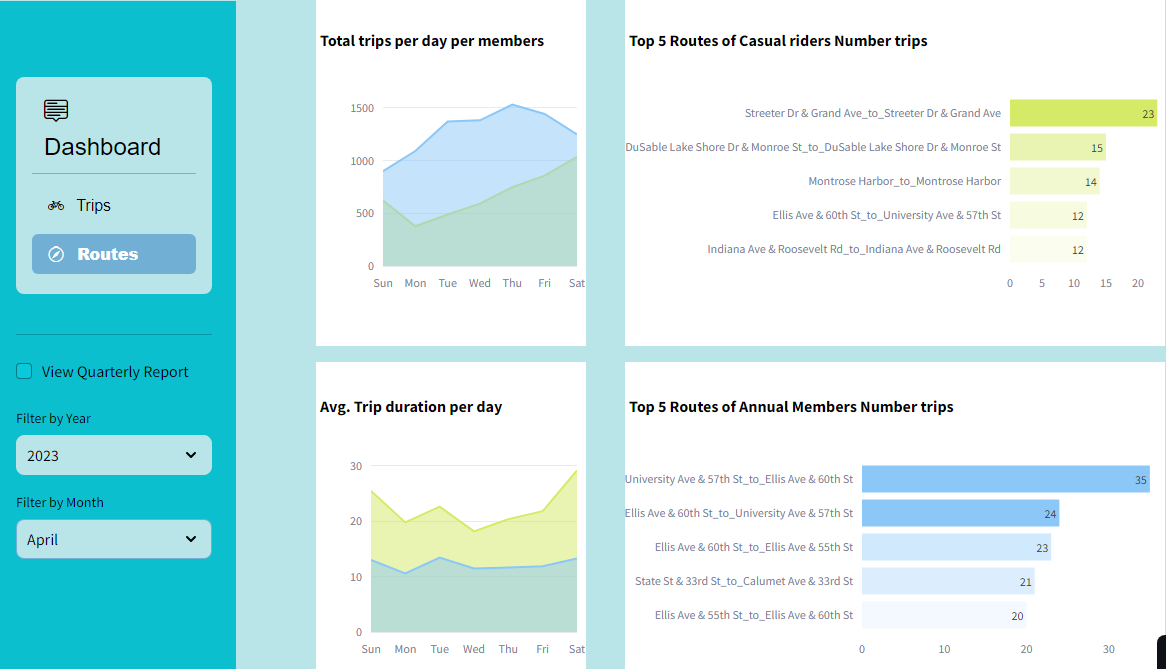 Dashboard
Trips
Routes
View Quarterly Report
Filter by Year
2023
Filter by Month
April
Total trips per day per members
1500
1000
500
0
Sun Mon Tue Wed Thu Fri Sat
Top 5 Routes of Casual riders Number trips
Streeter Dr & Grand Ave_to_Streeter Dr & Grand Ave 23
DuSable Lake Shore Dr & Monroe St_to_DuSable Lake Shore Dr & Monroe St 15
Montrose Harbor_to_Montrose Harbor 14
Ellis Ave & 60th St_to_University Ave & 57th St 12
Indiana Ave & Roosevelt Rd_to_Indiana Ave & Roosevelt Rd 12
0 5 10 15 20
Avg. Trip duration per day
30
20
10
0
Sun Mon Tue Wed Thu Fri Sat
Top 5 Routes of Annual Members Number trips
University Ave & 57th St_to_Ellis Ave & 60th St 35
Ellis Ave & 60th St_to_University Ave & 57th St 24
Ellis Ave & 60th St_to_Ellis Ave & 55th St 23
State St & 33rd St_to_Calumet Ave & 33rd St 21
Ellis Ave & 55th St_to_Ellis Ave & 60th St 20
0 10 20 30